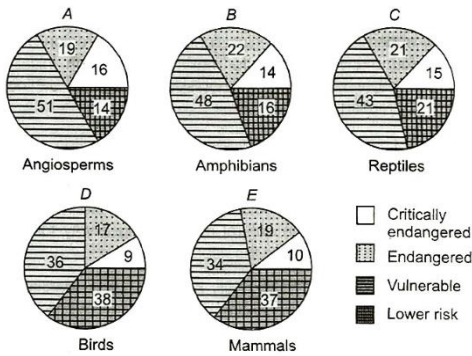 A
B
C
19
16
51
14
22
14
48
16
21
15
43
21
Angiosperms
Amphibians
Reptiles
D
E
17
9
36
38
19
10
34
37
Birds
Mammals
Critically
endangered
Endangered
Vulnerable
Lower risk